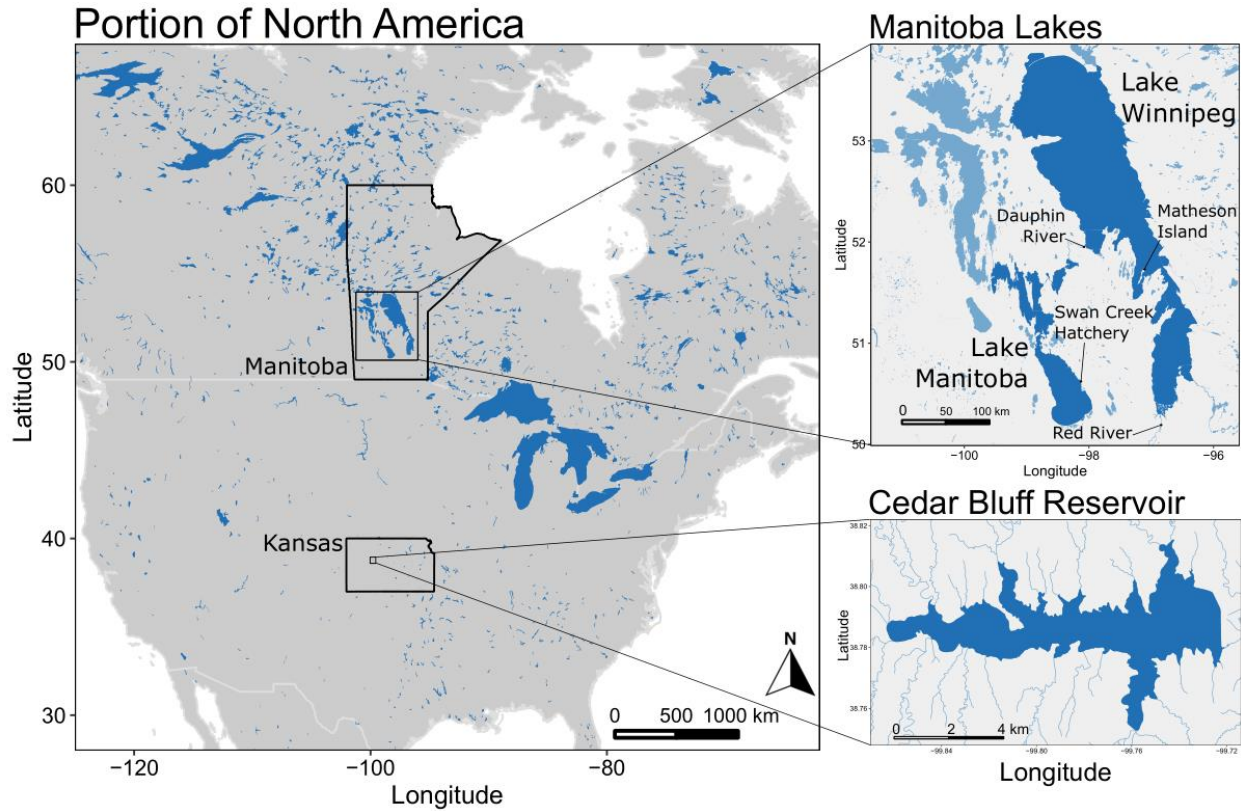 Portion of North America
60
50
40
30
Latitude
Manitoba
Kansas
N
0 500 1000 km
−120
−100
−80
Longitude
Manitoba Lakes
Lake
Winnipeg
Dauphin
River
Matheson
Island
Swan Creek
Hatchery
Lake
Manitoba
Red River
53
52
51
50
Latitude
0 50 100 km
−100
−98
−96
Longitude
Cedar Bluff Reservoir
38.82
38.80
38.78
38.76
Latitude
0 2 4 km
−99.84
−99.80
−99.76
−99.72
Longitude